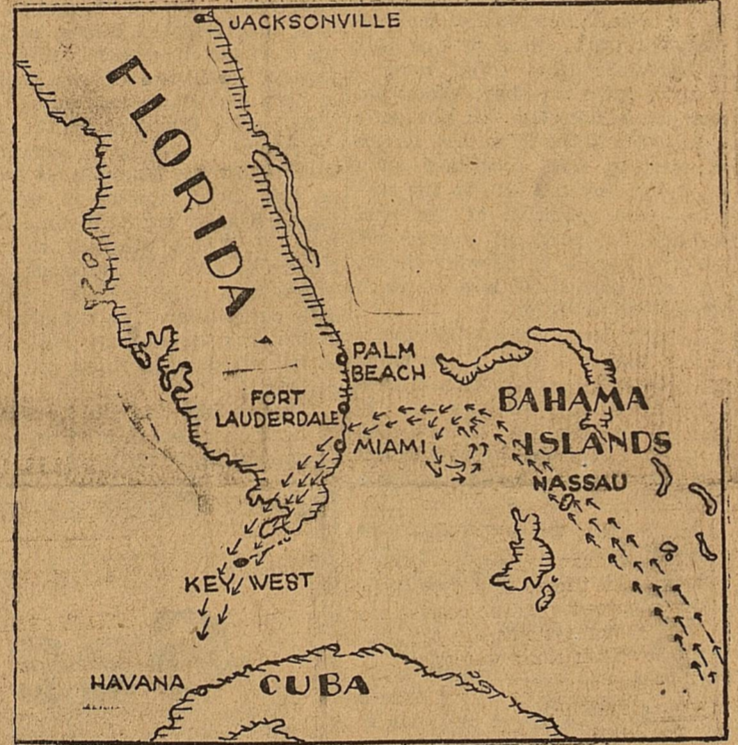 JACKSONVILLE
FLORIDA
PALM
BEACH
FORT
LAUDERDALE
BAHAMA
ISLANDS
MIAMI
NASSAU
KEY WEST
HAVANA
CUBA